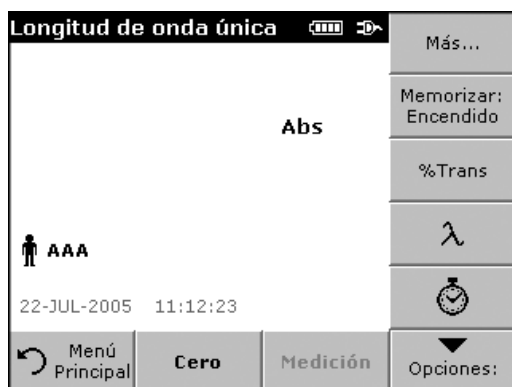 Longitud de onda única
Más...
Memorizar:
Encendido
Abs
%Trans
λ
AAA
22-JUL-2005 11:12:23
Menú
Principal
Cero
Medición
Opciones: